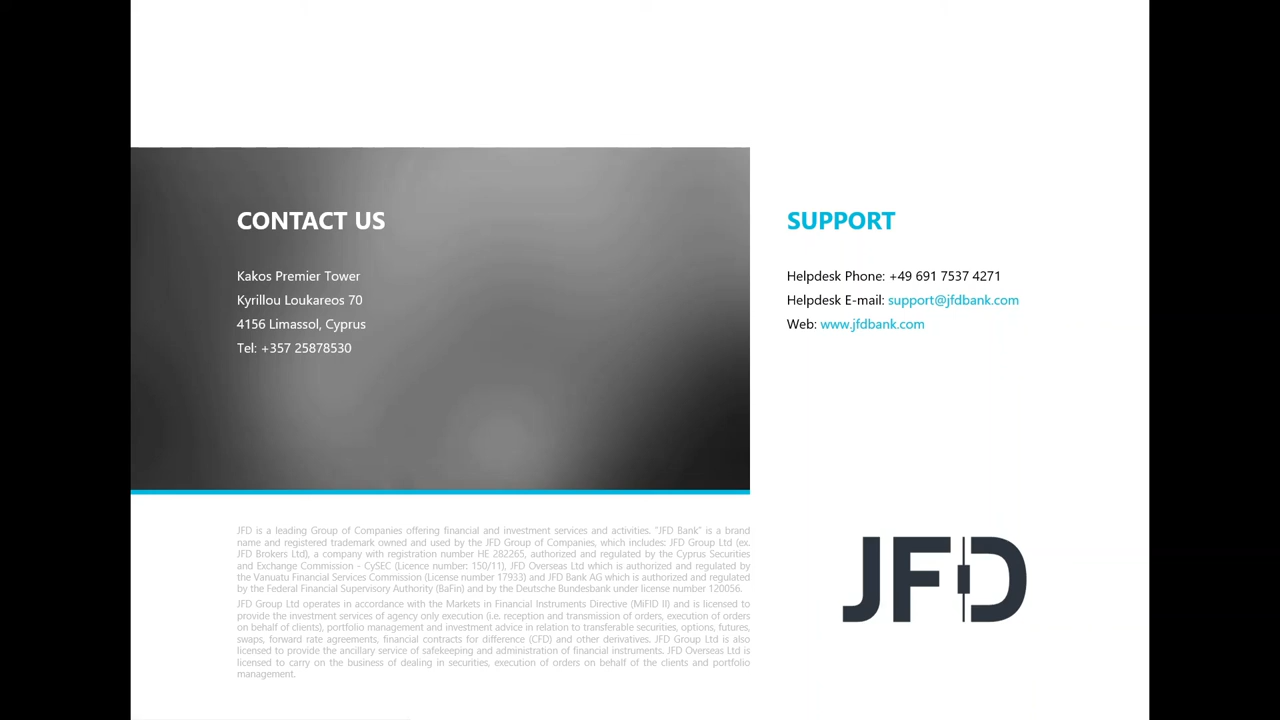 CONTACT US
Kakos Premier Tower
Kyrillou Loukareos 70
4156 Limassol, Cyprus
Tel: +357 25878530
SUPPORT
Helpdesk Phone: +49 691 7537 4271
Helpdesk E-mail: support@jfdbank.com
Web: www.jfdbank.com
JFD is a leading Group of Companies offering financial and investment services and activities. "JFD Bank" is a brand
name and registered trademark owned and used by the JFD Group of Companies, which includes: JFD Group Ltd (ex.
JFD Brokers Ltd), a company with registration number HE 282265, authorized and regulated by the Cyprus Securities
and Exchange Commission - CySEC (Licence number: 150/11), JFD Overseas Ltd which is authorized and regulated by
the Vanuatu Financial Services Commission (License number 17933) and JFD Bank AG which is authorized and regulated
by the Federal Financial Supervisory Authority (BaFin) and by the Deutsche Bundesbank under license number 120056.
JFD Group Ltd operates in accordance with the Markets in Financial Instruments Directive (MiFID II) and is licensed to
provide the investment services of agency only execution (i.e. reception and transmission of orders, execution of orders
on behalf of clients), portfolio management and investment advice in relation to transferable securities, options, futures,
swaps, forward rate agreements, financial contracts for difference (CFD) and other derivatives. JFD Group Ltd is also
licensed to provide the ancillary service of safekeeping and administration of financial instruments. JFD Overseas Ltd is
licensed to carry on the business of dealing in securities, execution of orders on behalf of the clients and portfolio
management.
JFD